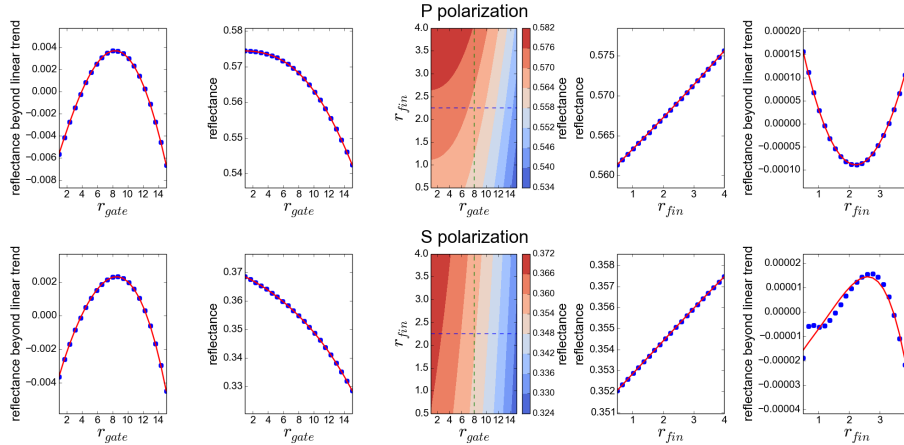 P polarization
reflectance beyond linear trend
0.004
0.002
0.000
−0.002
−0.004
−0.006
−0.008
2 4 6 8 10 12 14
r_gate
reflectance
0.58
0.57
0.56
0.55
0.54
2 4 6 8 10 12 14
r_gate
r_fin
4.0
3.5
3.0
2.5
2.0
1.5
1.0
0.5
2 4 6 8 10 12 14
r_gate
0.582
0.576
0.570
0.564
0.558
0.552
0.546
0.540
0.534
reflectance
0.575
0.570
0.565
0.560
1 2 3 4
r_fin
reflectance beyond linear trend
0.00020
0.00015
0.00010
0.00005
0.00000
−0.00005
−0.00010
1 2 3
r_fin
S polarization
reflectance beyond linear trend
0.002
0.000
−0.002
−0.004
2 4 6 8 10 12 14
r_gate
reflectance
0.37
0.36
0.35
0.34
0.33
2 4 6 8 10 12 14
r_gate
r_fin
4.0
3.5
3.0
2.5
2.0
1.5
1.0
0.5
2 4 6 8 10 12 14
r_gate
0.372
0.366
0.360
0.354
0.348
0.342
0.336
0.330
0.324
reflectance
0.358
0.357
0.356
0.355
0.354
0.353
0.352
0.351
1 2 3 4
r_fin
reflectance beyond linear trend
0.00002
0.00001
0.00000
−0.00001
−0.00002
−0.00003
−0.00004
1 2 3
r_fin